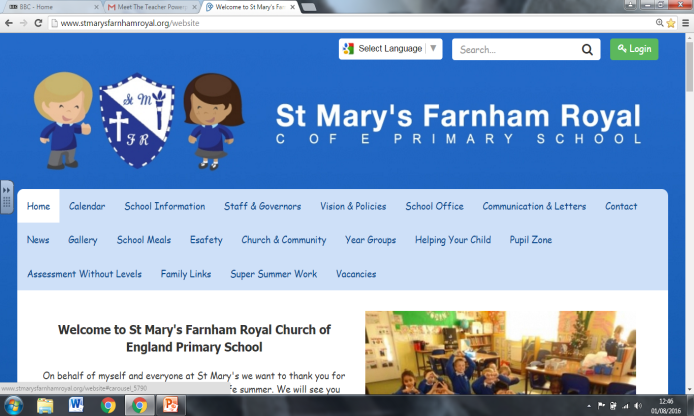 BBC - Home
Meet The Teacher Powerp
Welcome to St Mary's Far
www.stmarysfarnhamroyal.org/website
Select Language
Search...
Login
St M
F R
St Mary's Farnham Royal
C OF E PRIMARY SCHOOL
Home Calendar School Information Staff & Governors Vision & Policies School Office Communication & Letters Contact
News Gallery School Meals Esafety Church & Community Year Groups Helping Your Child Pupil Zone
Assessment Without Levels Family Links Super Summer Work Vacancies
Welcome to St Mary's Farnham Royal Church of
England Primary School
On behalf of myself and everyone at St Mary's we want to thank you for
fe summer. We will see you
www.stmarysfarnhamroyal.org/website#carousel_5790
12:46
01/08/2016